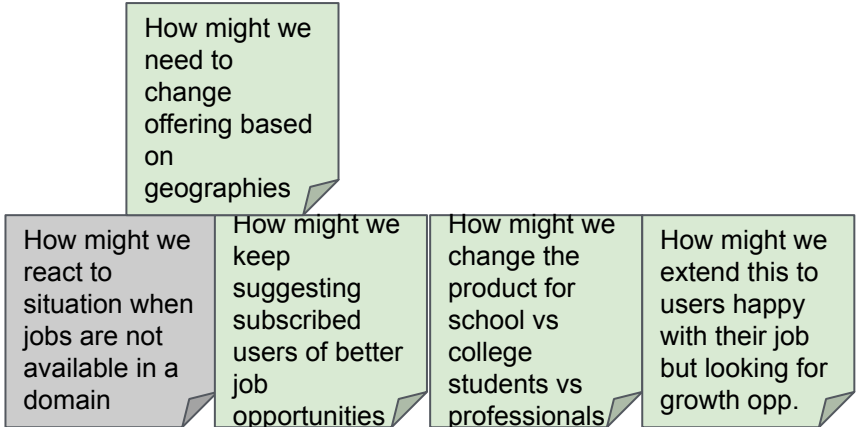 How might we
need to
change
offering based
on
geographies
How might we
react to
situation when
jobs are not
available in a
domain
How might we
keep
suggesting
subscribed
users of better
job
opportunities
How might we
change the
product for
school vs
college
students vs
professionals
How might we
extend this to
users happy
with their job
but looking for
growth opp.